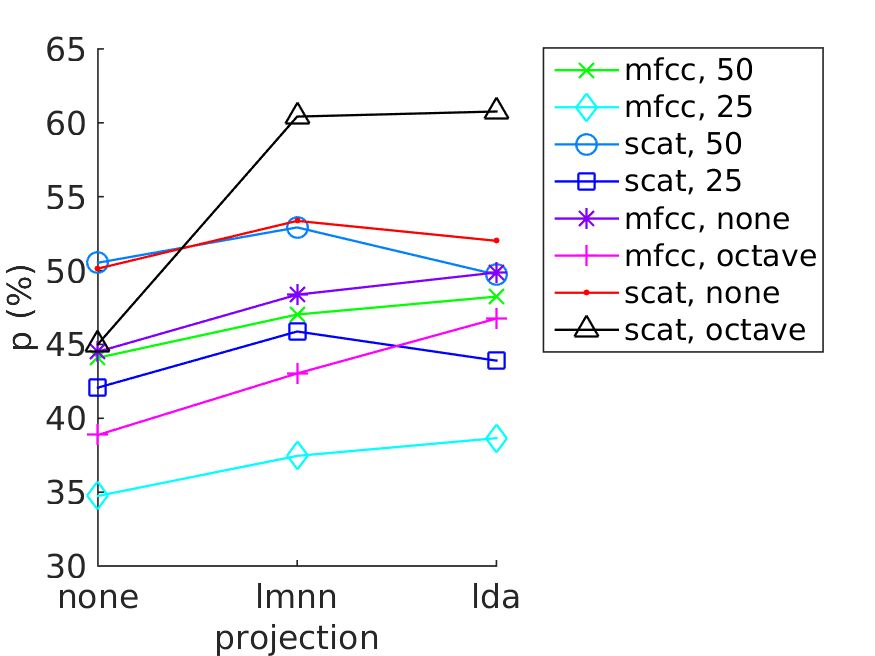 65
60
55
50
45
40
35
30
p (%)
none
lmnn
lda
projection
mfcc, 50
mfcc, 25
scat, 50
scat, 25
mfcc, none
mfcc, octave
scat, none
scat, octave